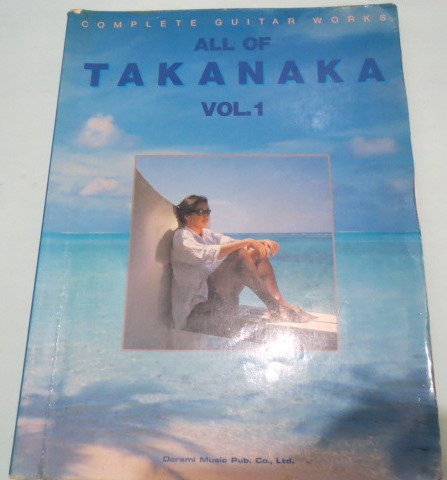 COMPLETE GUITAR WORKS
ALL OF
TAKANAKA
VOL.1
Doremi Music Pub. Co., Ltd.